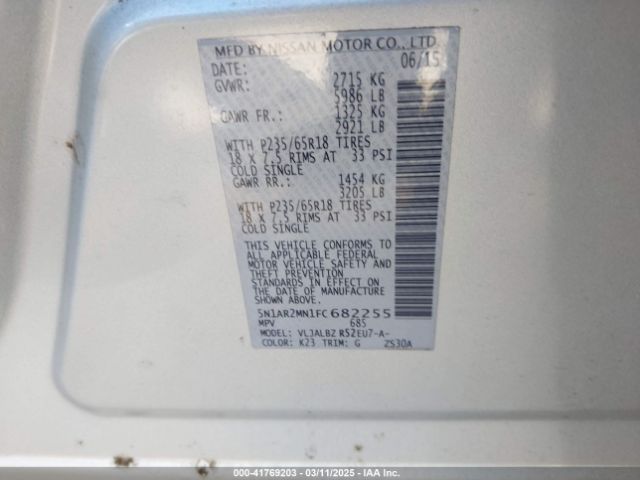 MFD BY NISSAN MOTOR CO., LTD.
DATE: 06/15
GVWR: 2715 KG
5986 LB
GAWR FR.: 1325 KG
2921 LB
WITH P235/65R18 TIRES
18 X 7.5 RIMS AT 33 PSI
COLD SINGLE
GAWR RR.: 1454 KG
3205 LB
WITH P235/65R18 TIRES
18 X 7.5 RIMS AT 33 PSI
COLD SINGLE
THIS VEHICLE CONFORMS TO
ALL APPLICABLE FEDERAL
MOTOR VEHICLE SAFETY AND
THEFT PREVENTION
STANDARDS IN EFFECT ON
THE DATE OF MANUFACTURE
SHOWN ABOVE.
5N1AR2MN1FC682255
MPV 685
MODEL: VLJALBZ R52EU7-A-
COLOR: K23 TRIM: G ZS30A
000-41769203 - 03/11/2025 - IAA Inc.